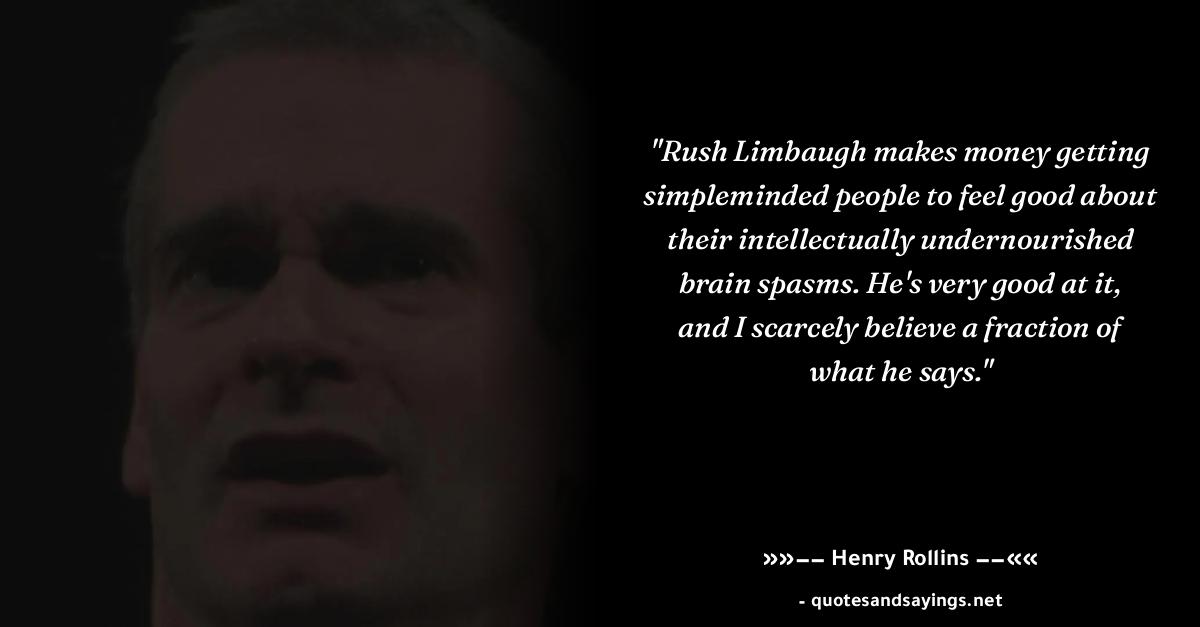 "Rush Limbaugh makes money getting
simpleminded people to feel good about
their intellectually undernourished
brain spasms. He's very good at it,
and I scarcely believe a fraction of
what he says."
»»–– Henry Rollins ––««
- quotesandsayings.net